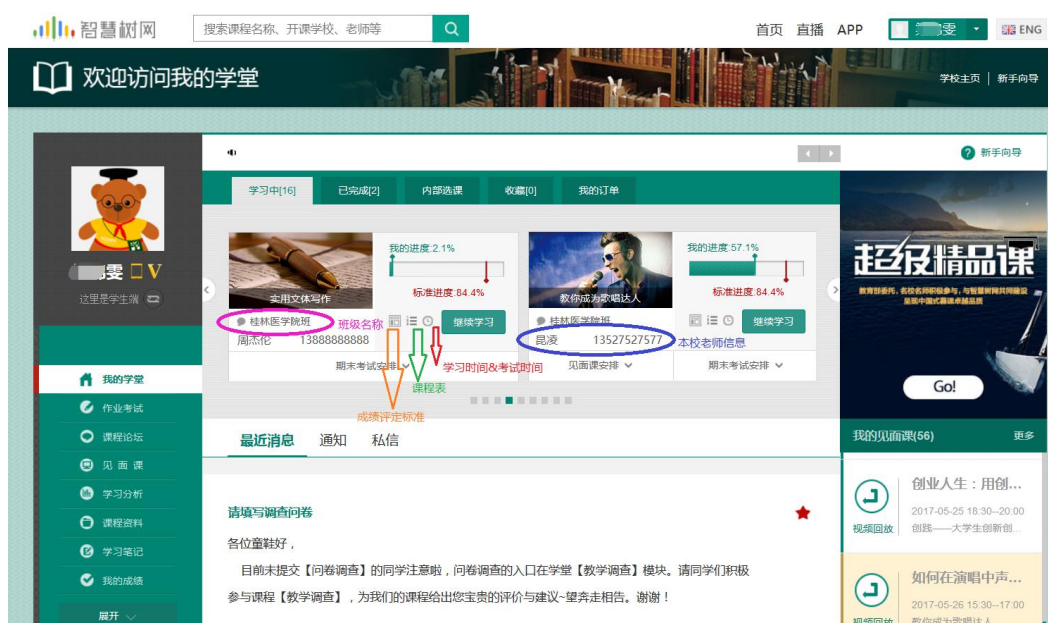 智慧树网
搜索课程名称、开课学校、老师等
首页 直播 APP
雯
ENG
欢迎访问我的学堂
学校主页 | 新手向导
新手向导
学习中[16] 已完成[2] 内部选课 收藏[0] 我的订单
雯 V
这里是学生端
我的进度:2.1%
标准进度:84.4%
实用文体写作
桂林医学院班 班级名称
继续学习
周杰伦 13888888888
期末考试安排
学习时间&考试时间
课程表
成绩评定标准
我的进度:57.1%
标准进度:84.4%
教你成为歌唱达人
桂林医学院班
继续学习
昆凌 13527527577 本校老师信息
见面课安排 期末考试安排
超级精品课
Go!
我的学堂
作业考试
课程论坛
见面课
学习分析
课程资料
学习笔记
我的成绩
展开
最近消息 通知 私信
请填写调查问卷
各位童鞋好，
目前未提交【问卷调查】的同学注意啦，问卷调查的入口在学堂【教学调查】模块。请同学们积极
参与课程【教学调查】，为我们的课程给出您宝贵的评价与建议~望奔走相告。谢谢！
我的见面课(56) 更多
创业人生：用创...
2017-05-25 18:30--20:00
视频回放 创践——大学生创新创...
如何在演唱中声...
2017-05-26 15:30--17:00
视频回放 教你成为歌唱达人